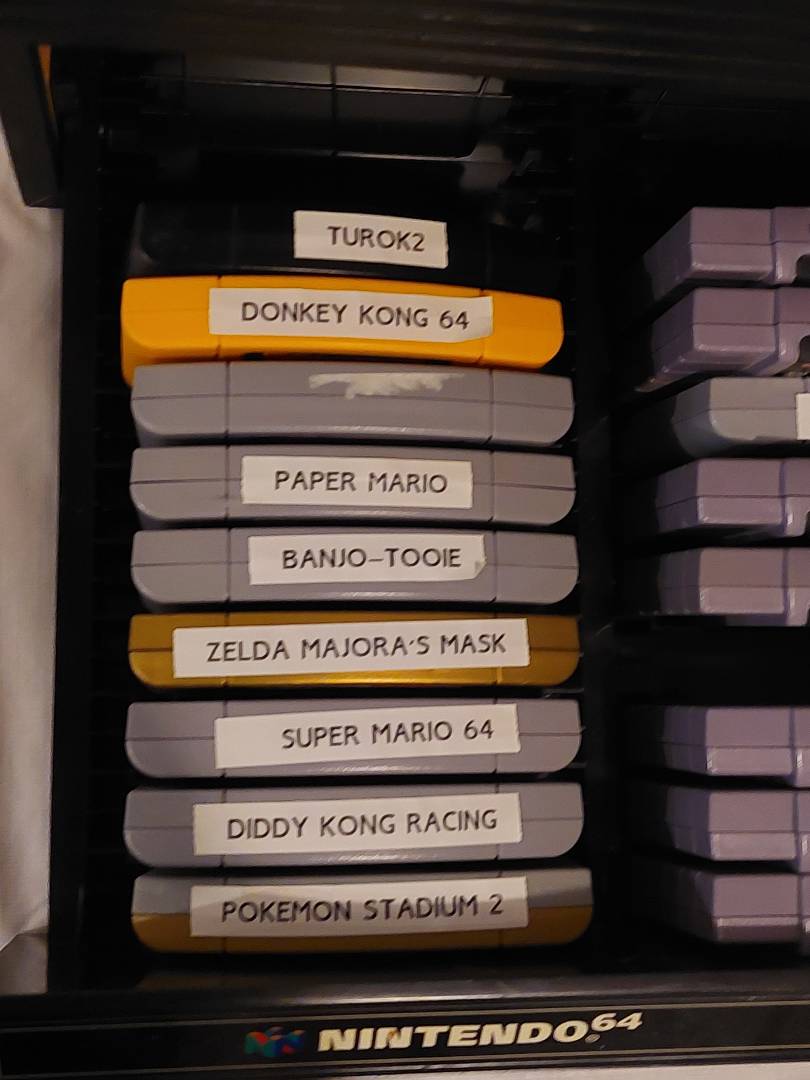 TUROK2
DONKEY KONG 64
PAPER MARIO
BANJO-TOOIE
ZELDA MAJORA'S MASK
SUPER MARIO 64
DIDDY KONG RACING
POKEMON STADIUM 2
NINTENDO64